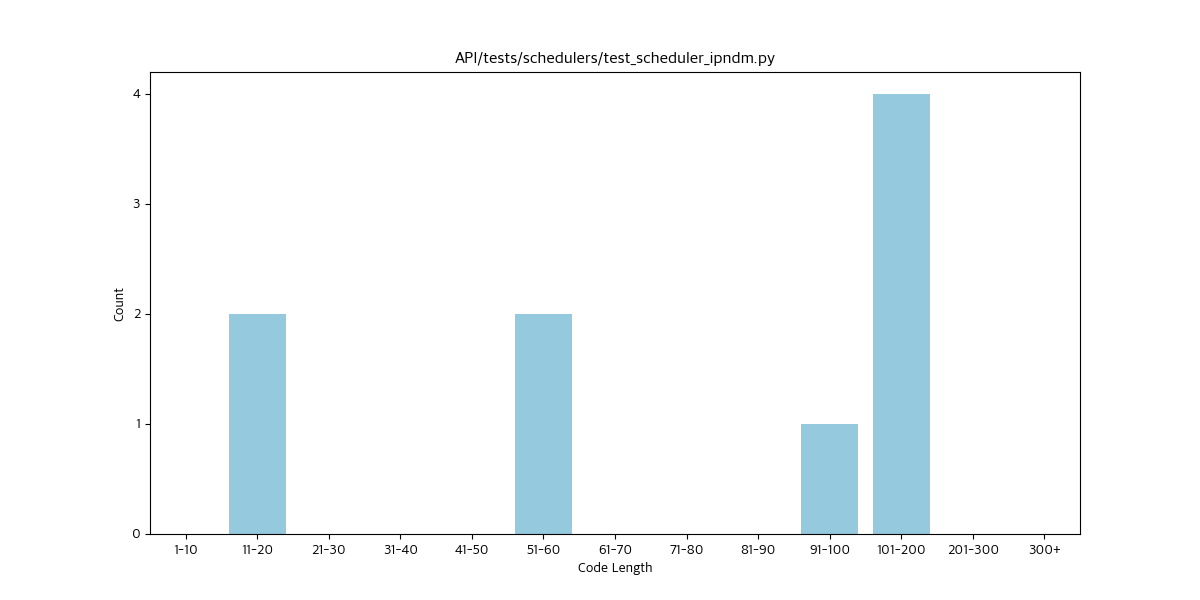 API/tests/schedulers/test_scheduler_ipndm.py
4
3
2
1
0
Count
1-10 11-20 21-30 31-40 41-50 51-60 61-70 71-80 81-90 91-100 101-200 201-300 300+
Code Length